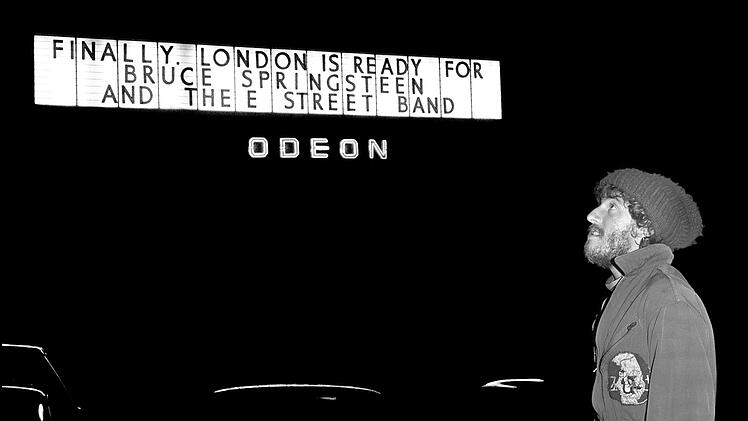 FINALLY. LONDON IS READY FOR
BRUCE SPRINGSTEEN
AND THE E STREET BAND
ODEON